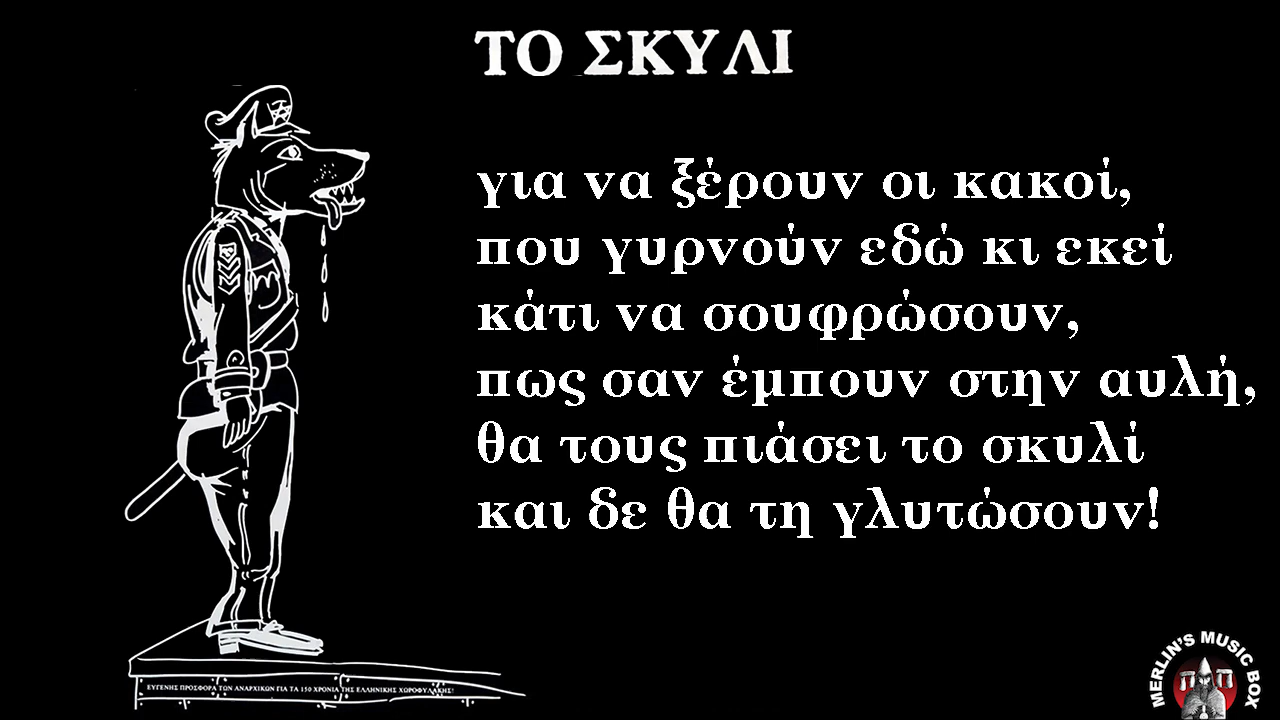 ΤΟ ΣΚΥΛΙ
για να ξέρουν οι κακοί,
που γυρνούν εδώ κι εκεί
κάτι να σουφρώσουν,
πως σαν έμπουν στην αυλή,
θα τους πιάσει το σκυλί
και δε θα τη γλυτώσουν!
ΕΥΓΕΝΗΣ ΠΡΟΣΦΟΡΑ ΤΩΝ ΑΝΑΡΧΙΚΩΝ ΓΙΑ ΤΑ 150 ΧΡΟΝΙΑ ΤΗΣ ΕΛΛΗΝΙΚΗΣ ΧΩΡΟΦΥΛΑΚΗΣ!
MERLIN'S MUSIC BOX